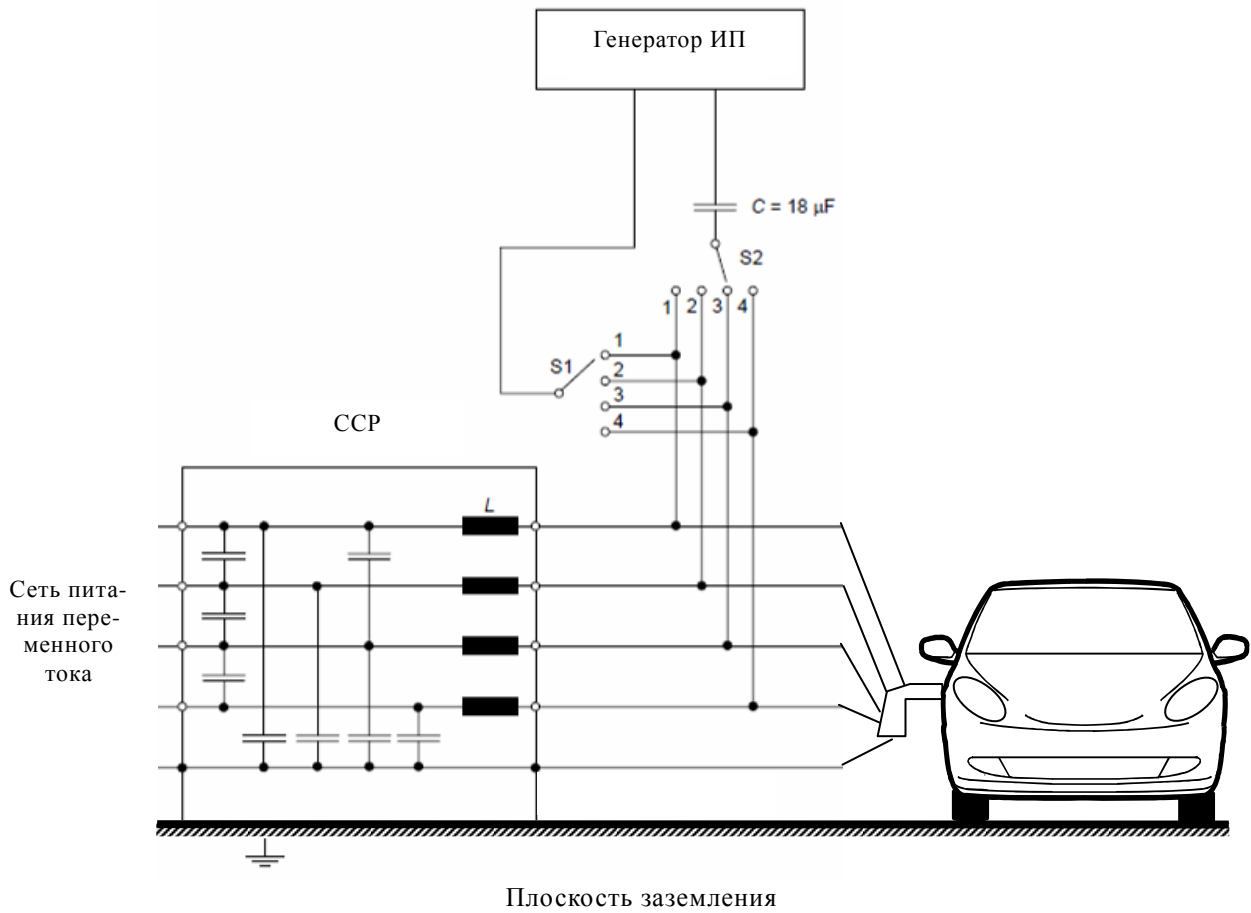 Генератор ИП
C = 18 µF
S2
1 2 3 4
1
S1
2
3
4
ССР
L
Сеть пита-
ния пере-
менного
тока
Плоскость заземления